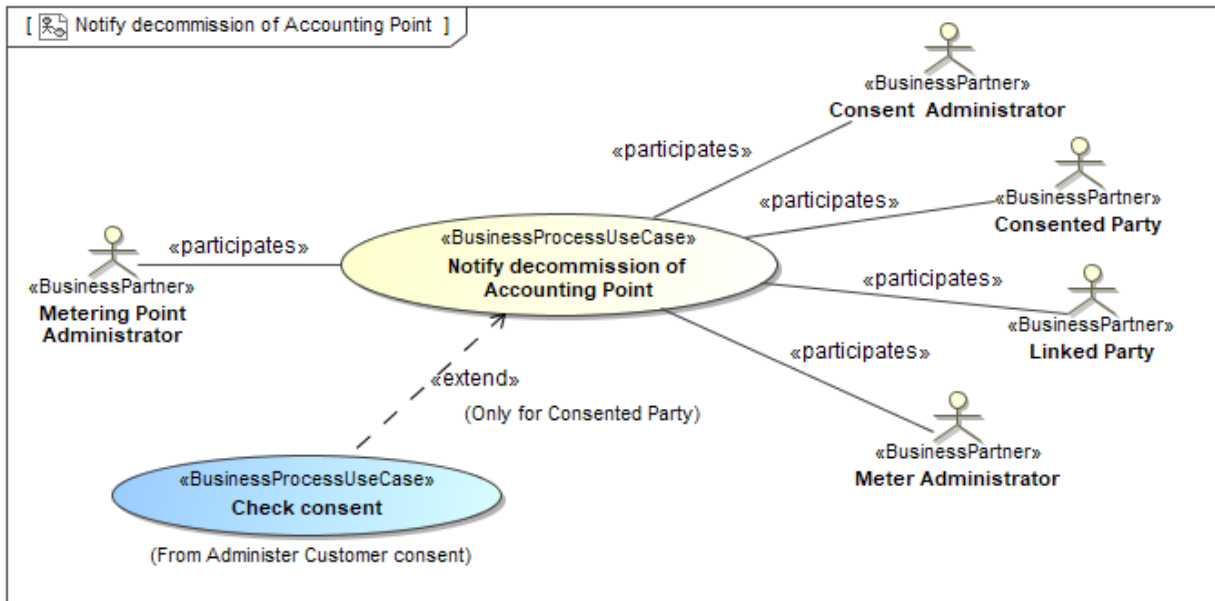 [ Notify decommission of Accounting Point ]
«BusinessPartner»
Consent Administrator
«participates»
«BusinessPartner»
Consented Party
«participates»
«BusinessProcessUseCase»
Notify decommission of
Accounting Point
«participates»
«BusinessPartner»
Metering Point
Administrator
«participates»
«BusinessPartner»
Linked Party
«participates»
«BusinessPartner»
Meter Administrator
«extend»
(Only for Consented Party)
«BusinessProcessUseCase»
Check consent
(From Administer Customer consent)